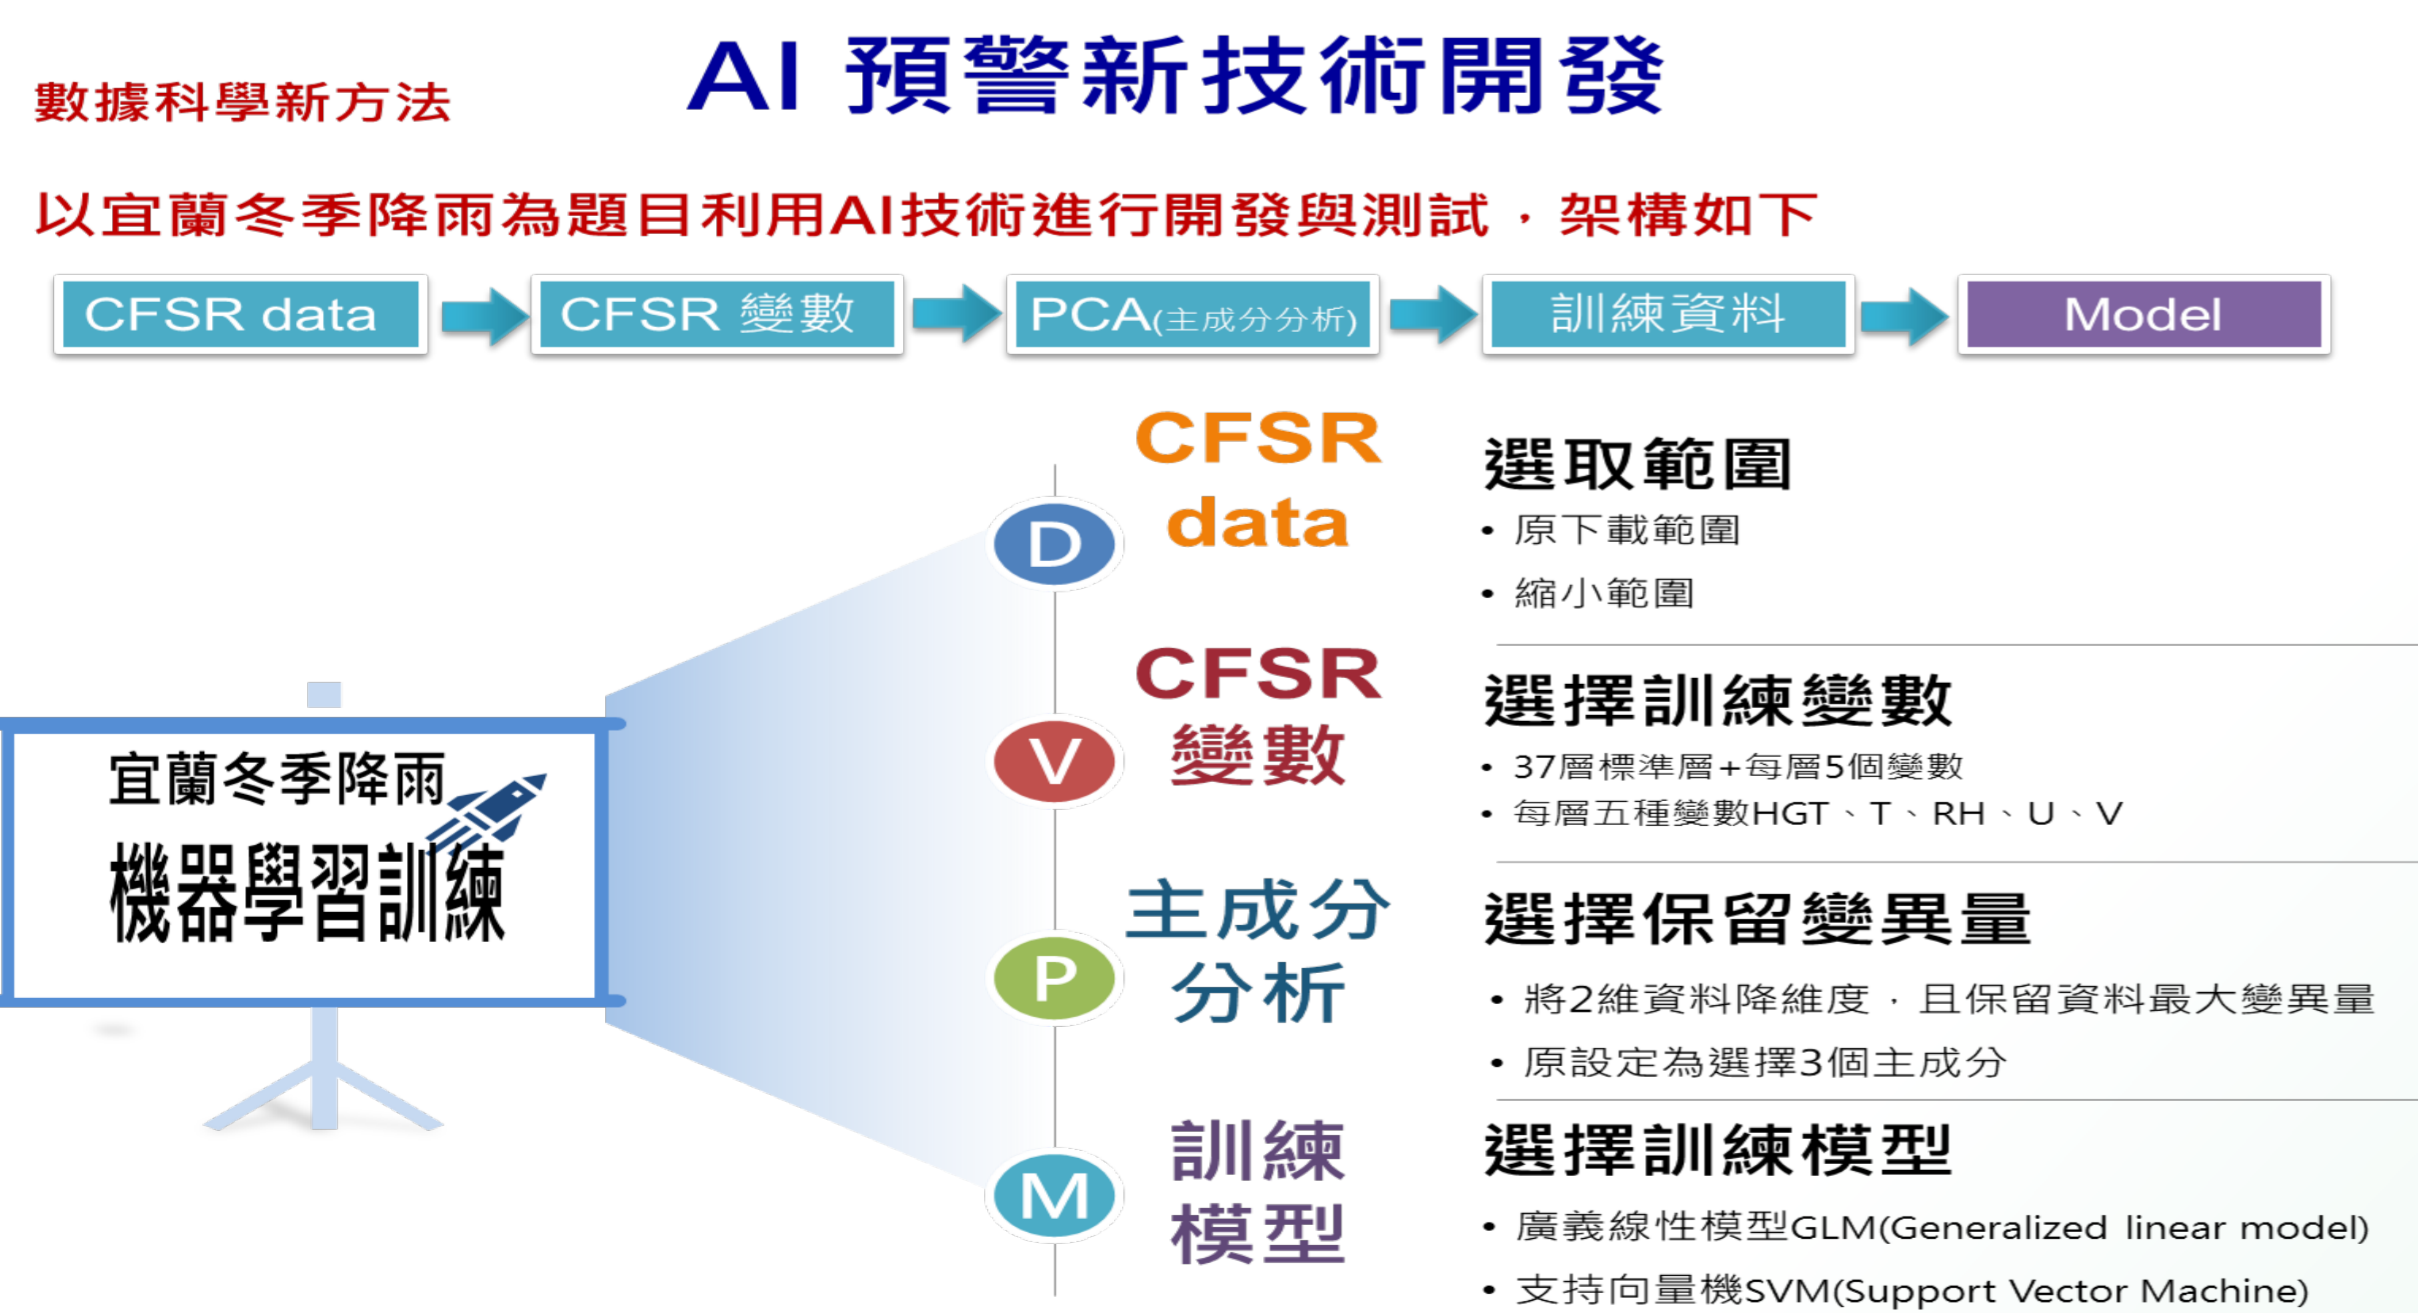 AI 預警新技術開發
數據科學新方法
以宜蘭冬季降雨為題目利用AI技術進行開發與測試，架構如下
CFSR data
CFSR 變數
PCA(主成分分析)
訓練資料
Model
宜蘭冬季降雨
機器學習訓練
D
CFSR
data
選取範圍
• 原下載範圍
• 縮小範圍
V
CFSR
變數
選擇訓練變數
• 37層標準層+每層5個變數
• 每層五種變數HGT、T、RH、U、V
P
主成分
分析
選擇保留變異量
• 將2維資料降維度，且保留資料最大變異量
• 原設定為選擇3個主成分
M
訓練
模型
選擇訓練模型
• 廣義線性模型GLM(Generalized linear model)
• 支持向量機SVM(Support Vector Machine)